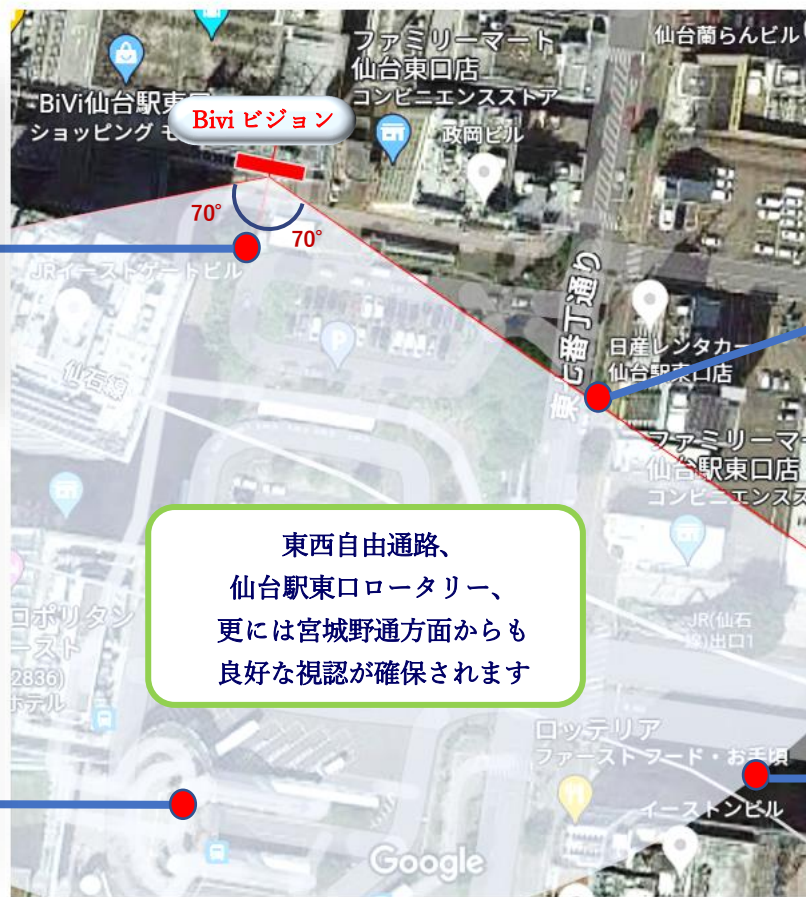 ファミリーマート
仙台東口店
コンビニエンスストア
仙台蘭らんビル
BiVi仙台駅東
ショッピング モ
Bivi ビジョン
政岡ビル
70°
70°
JRイーストゲートビル
東七番丁通り
日産レンタカー
仙台駅東口店
仙石線
ファミリーマー
仙台駅東口店
コンビニエンスス
東西自由通路、
仙台駅東口ロータリー、
更には宮城野通方面からも
良好な視認が確保されます
ロポリタン
ースト
2836)
ホテル
JR(仙石
線)出口1
ロッテリア
ファーストフード・お手頃
イーストンビル
Google